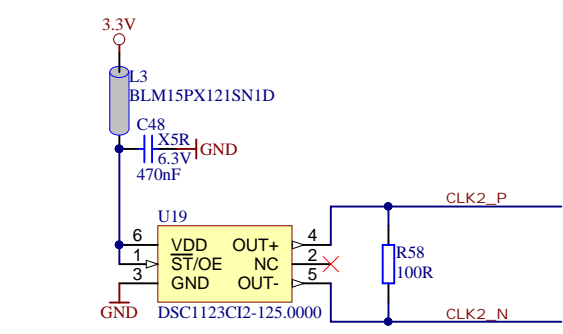 3.3V
L3
BLM15PX121SN1D
C48
X5R
GND
6.3V
470nF
U19
CLK2_P
6 VDD OUT+ 4
1 ST/OE NC 2
3 GND OUT- 5
R58
100R
GND
DSC1123CI2-125.0000
CLK2_N